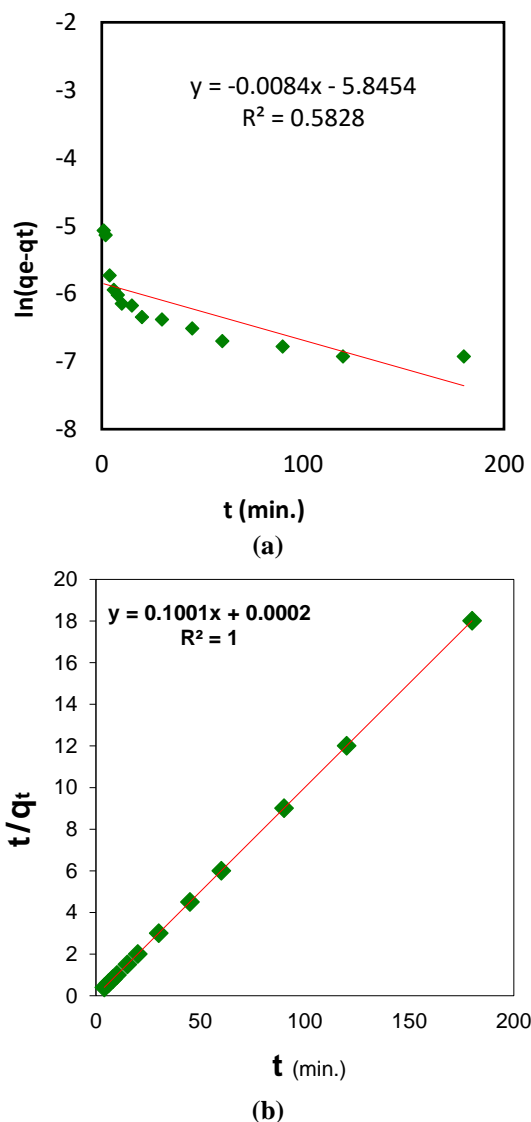 -2
y = -0.0084x - 5.8454
R² = 0.5828
-3
-4
-5
-6
-7
-8
ln(qe-qt)
0 100 200
t (min.)
(a)
20
y = 0.1001x + 0.0002
R² = 1
18
16
14
12
10
8
6
4
2
0
t/qt
0 50 100 150 200
t (min.)
(b)